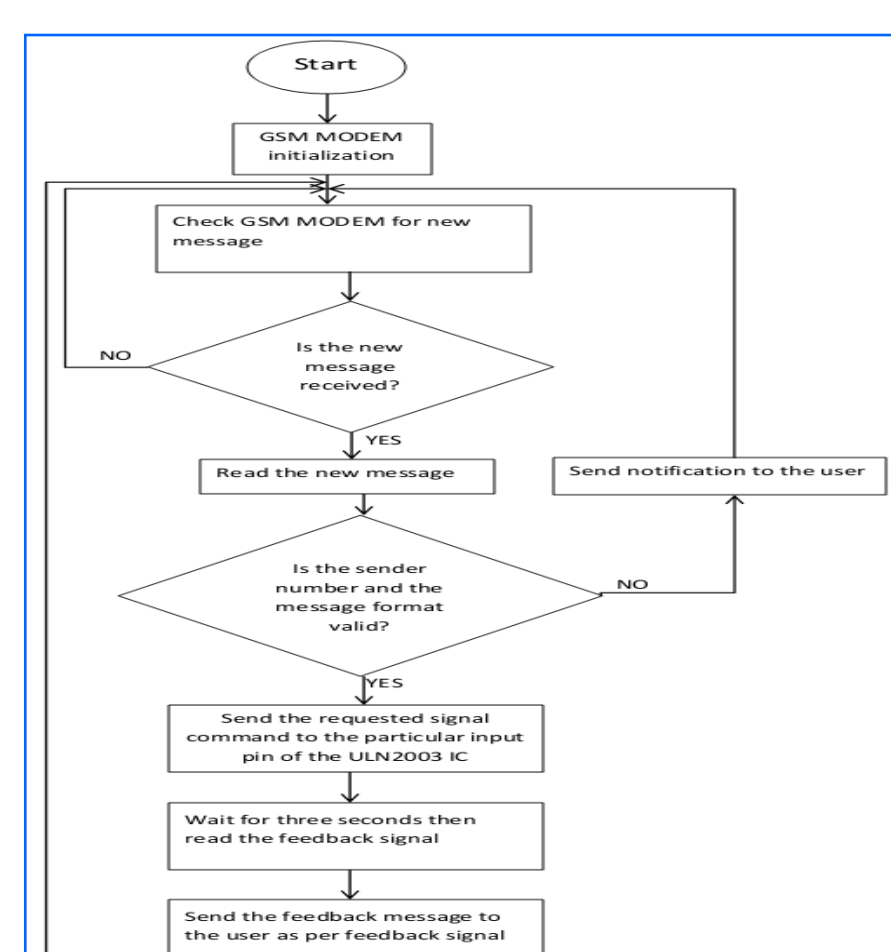 Start
GSM MODEM
initialization
Check GSM MODEM for new
message
Is the new
message
received?
NO
YES
Read the new message
Send notification to the user
Is the sender
number and the
message format
valid?
NO
YES
Send the requested signal
command to the particular input
pin of the ULN2003 IC
Wait for three seconds then
read the feedback signal
Send the feedback message to
the user as per feedback signal